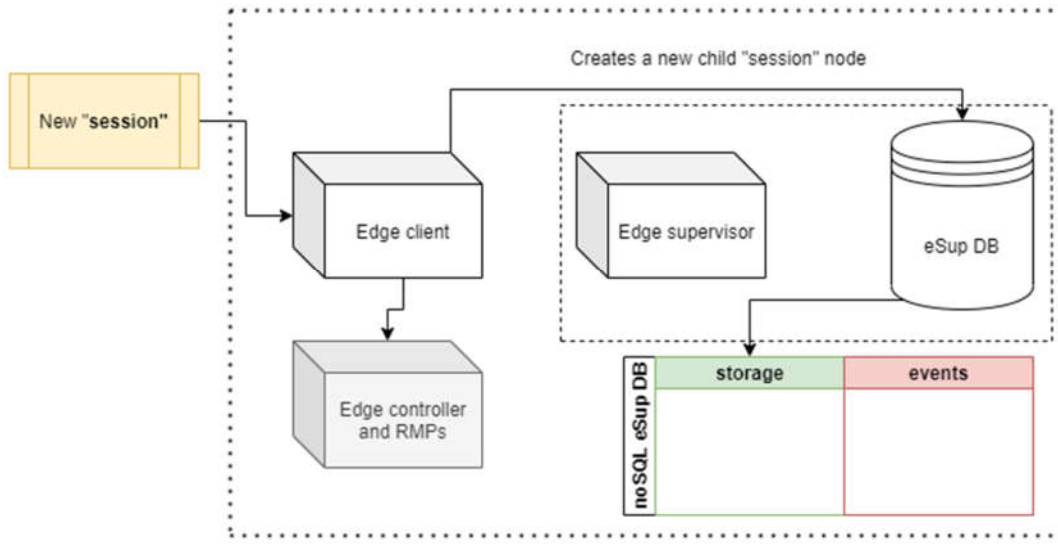 Creates a new child "session" node
New "session"
Edge client
Edge supervisor
eSup DB
Edge controller
and RMPs
noSQL eSup DB
storage
events